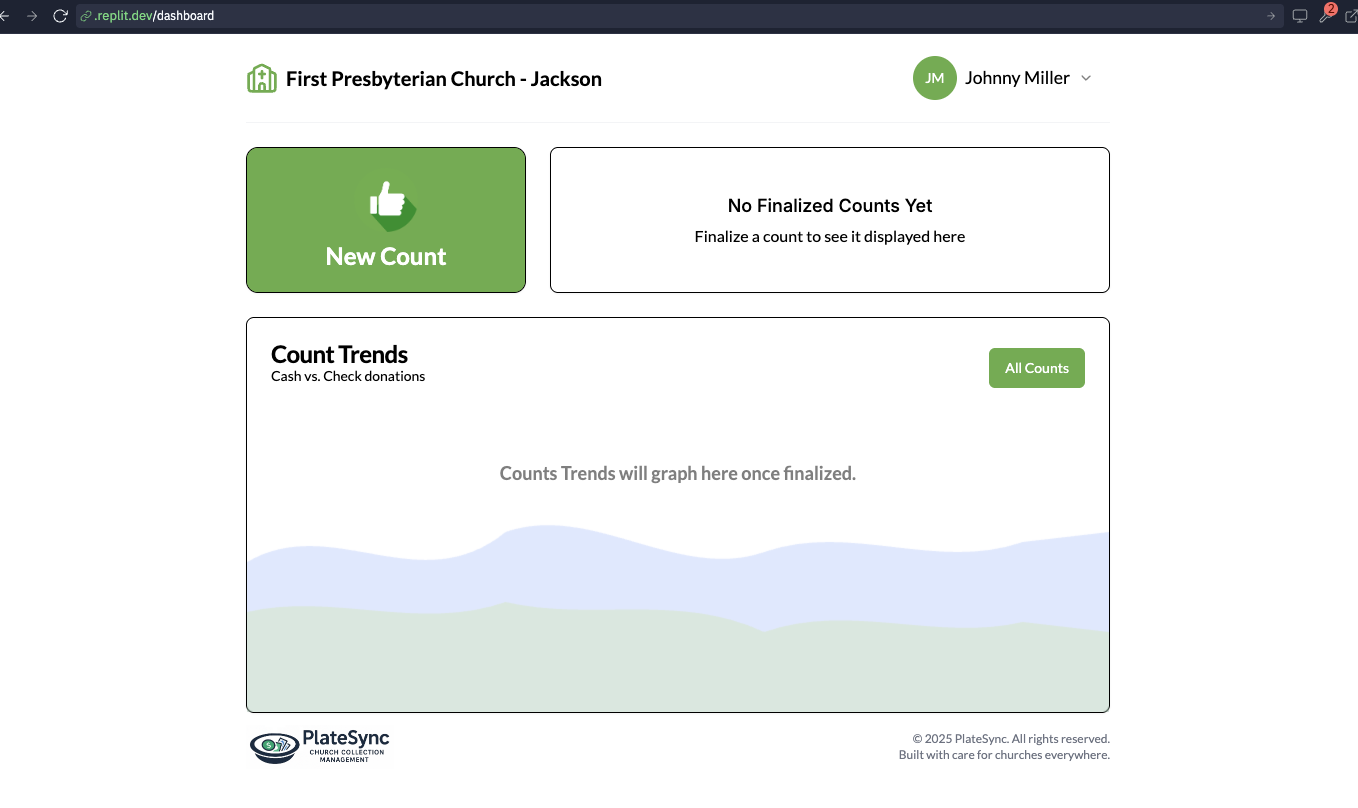 .replit.dev/dashboard
2
First Presbyterian Church - Jackson
JM
Johnny Miller
New Count
No Finalized Counts Yet
Finalize a count to see it displayed here
Count Trends
Cash vs. Check donations
All Counts
Counts Trends will graph here once finalized.
PlateSync
CHURCH COLLECTION
MANAGEMENT
© 2025 PlateSync. All rights reserved.
Built with care for churches everywhere.